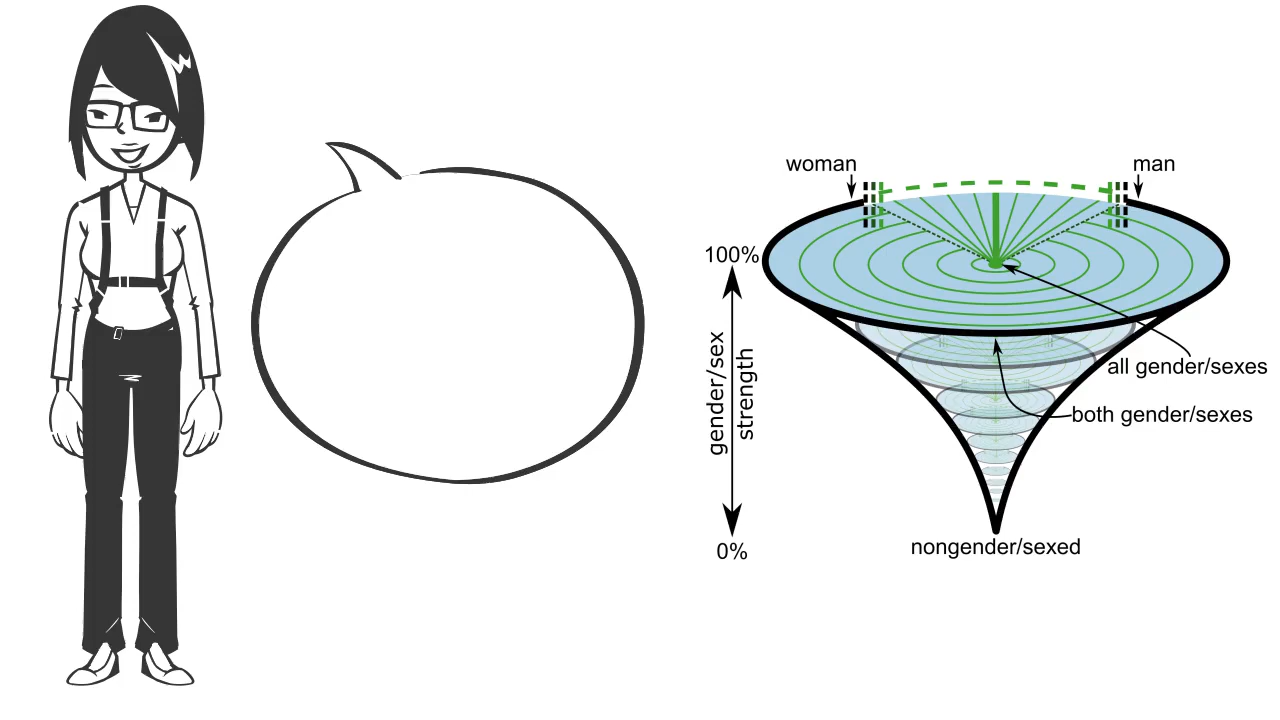 woman
man
100%
gender/sex
strength
all gender/sexes
both gender/sexes
nongender/sexed
0%